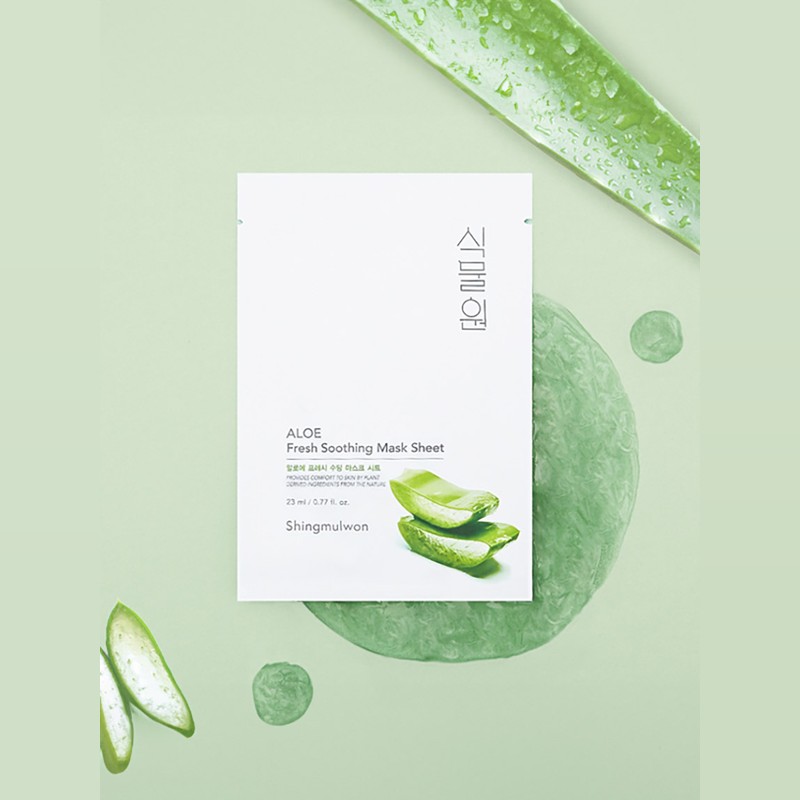 식물원
ALOE
Fresh Soothing Mask Sheet
알로에 프레시 수딩 마스크 시트
PROVIDES COMFORT TO SKIN BY PLANT
DERIVED INGREDIENTS FROM THE NATURE.
23 ml / 0.77 fl. oz.
Shingmulwon